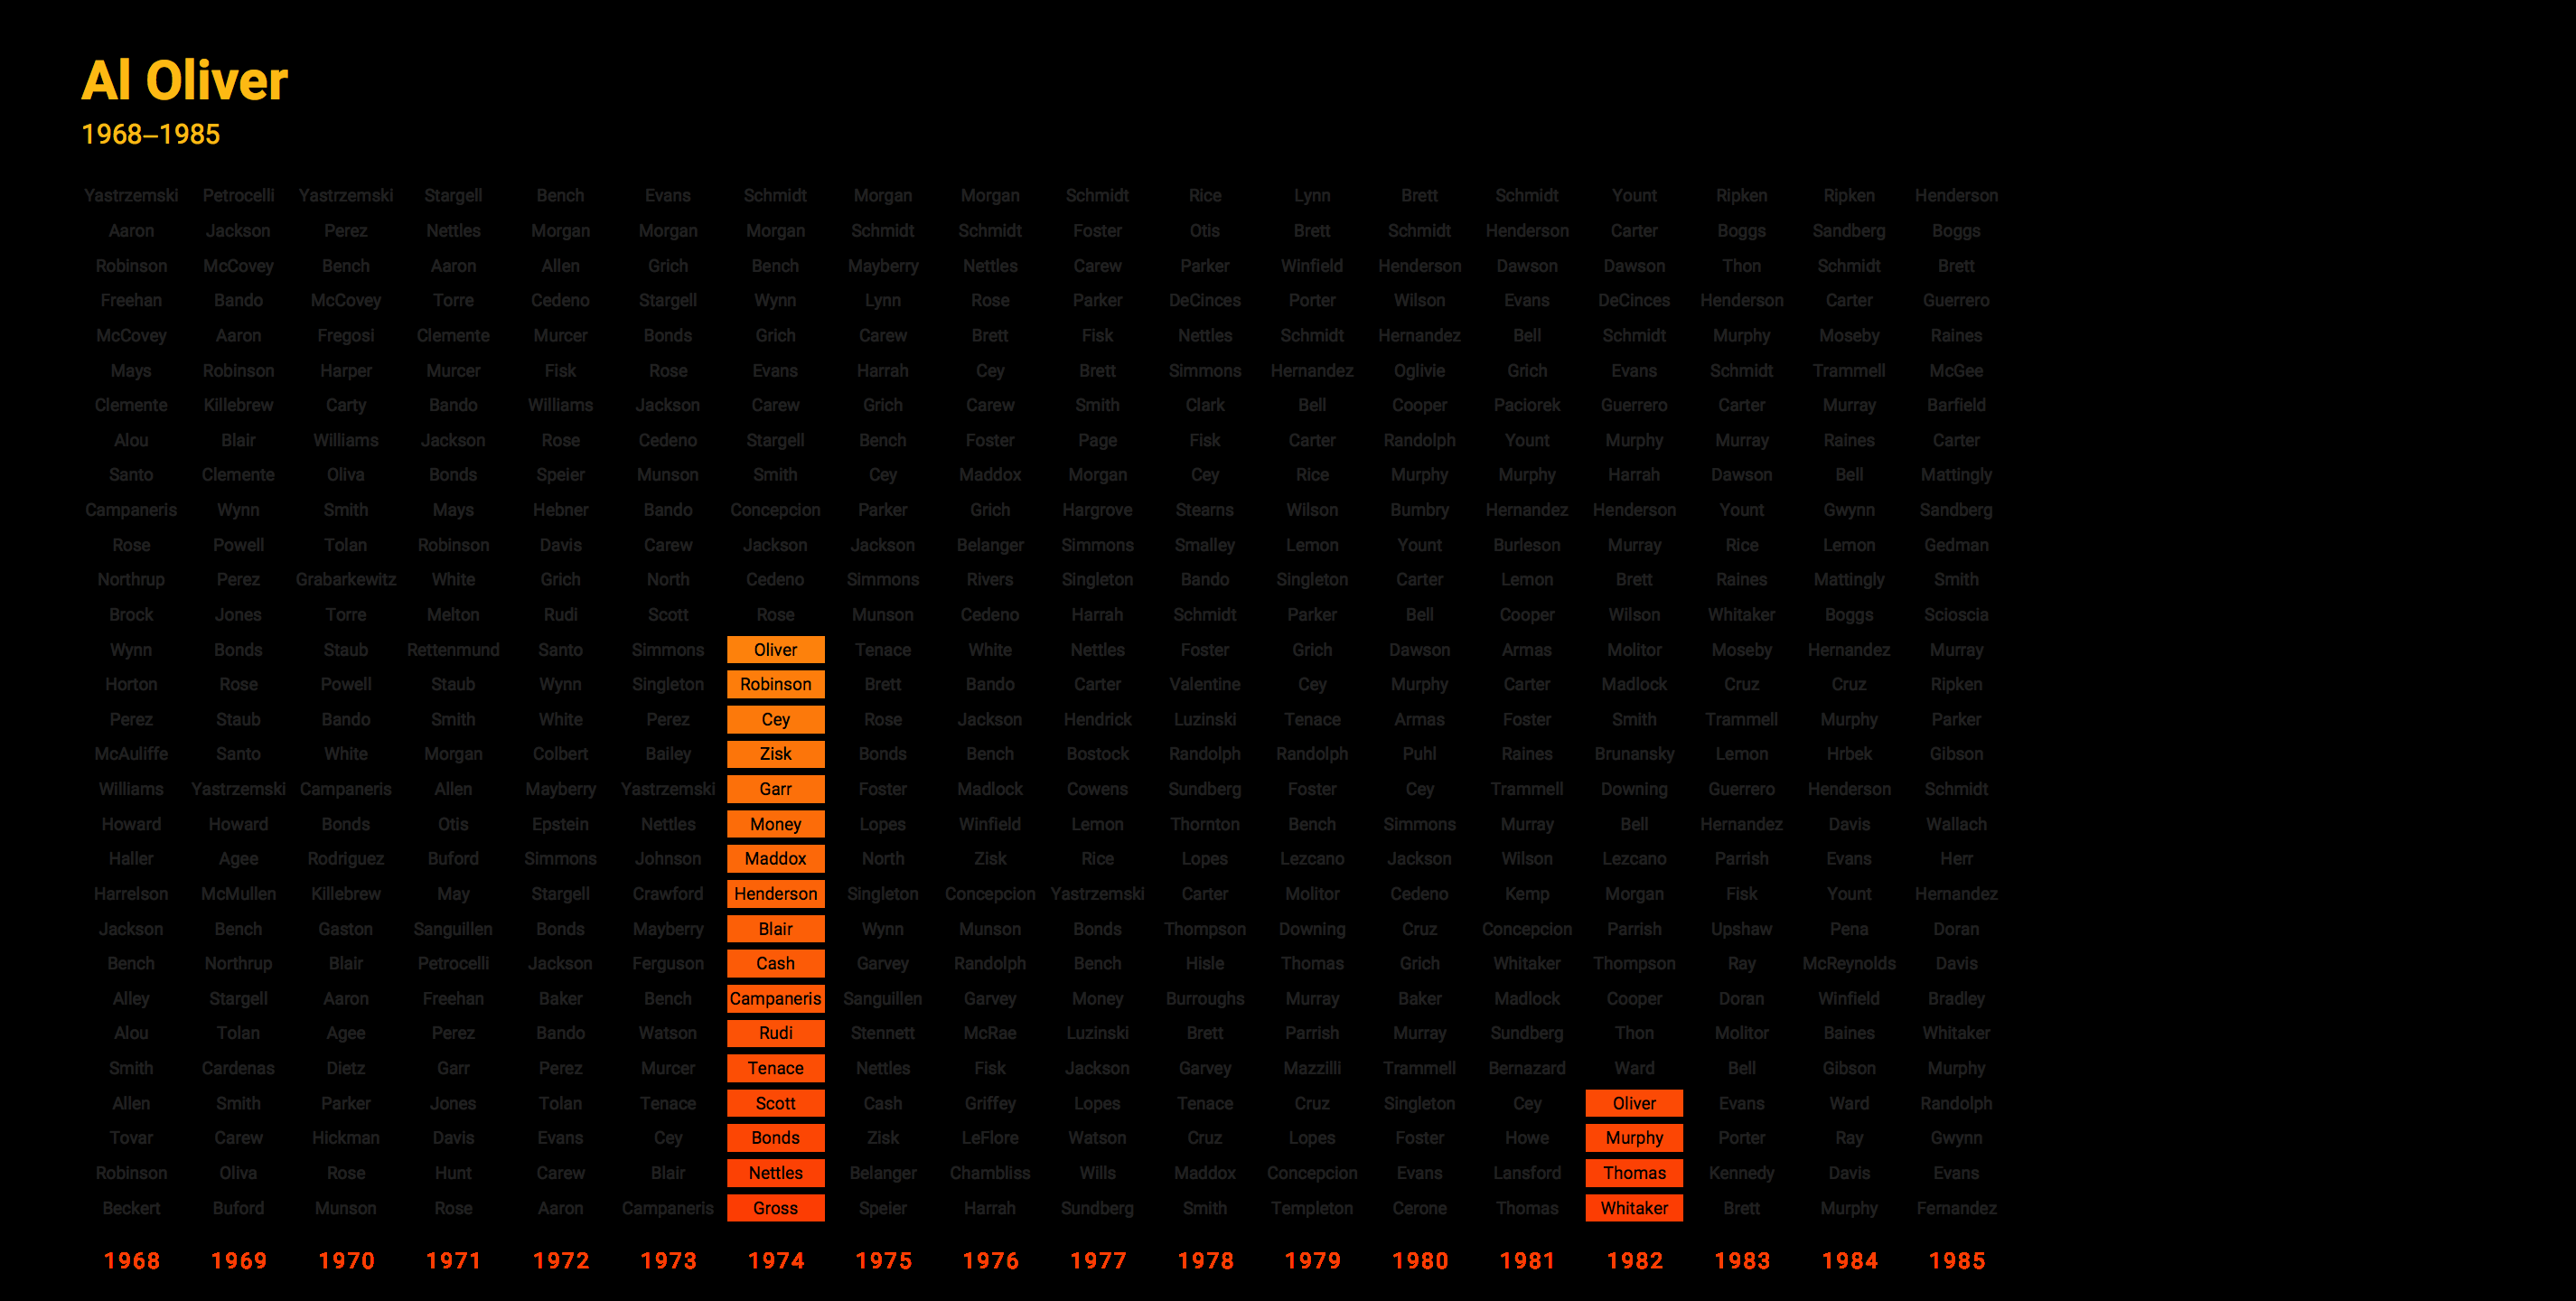 Al Oliver
1968–1985
Yastrzemski Petrocelli Yastrzemski Stargell Bench Evans Schmidt Morgan Morgan Schmidt Rice Lynn Brett Schmidt Yount Ripken Ripken Henderson
Aaron Jackson Perez Nettles Morgan Morgan Morgan Schmidt Schmidt Foster Otis Brett Schmidt Henderson Carter Boggs Sandberg Boggs
Robinson McCovey Bench Aaron Allen Grich Bench Mayberry Nettles Carew Parker Winfield Henderson Dawson Dawson Thon Schmidt Brett
Freehan Bando McCovey Torre Cedeno Stargell Wynn Lynn Rose Parker DeCinces Porter Wilson Evans DeCinces Henderson Carter Guerrero
McCovey Aaron Fregosi Clemente Murcer Bonds Grich Carew Brett Fisk Nettles Schmidt Hernandez Bell Schmidt Murphy Moseby Raines
Mays Robinson Harper Murcer Fisk Rose Evans Harrah Cey Brett Simmons Hernandez Oglivie Grich Evans Schmidt Trammell McGee
Clemente Killebrew Carty Bando Williams Jackson Carew Grich Carew Smith Clark Bell Cooper Paciorek Guerrero Carter Murray Barfield
Alou Blair Williams Jackson Rose Cedeno Stargell Bench Foster Page Fisk Carter Randolph Yount Murphy Murray Raines Carter
Santo Clemente Oliva Bonds Speier Munson Smith Cey Maddox Morgan Cey Rice Murphy Murphy Harrah Dawson Bell Mattingly
Campaneris Wynn Smith Mays Hebner Bando Concepcion Parker Grich Hargrove Stearns Wilson Bumbry Hernandez Henderson Yount Gwynn Sandberg
Rose Powell Tolan Robinson Davis Carew Jackson Jackson Belanger Simmons Smalley Lemon Yount Burleson Murray Rice Lemon Gedman
Northrup Perez Grabarkewitz White Grich North Cedeno Simmons Rivers Singleton Bando Singleton Carter Lemon Brett Raines Mattingly Smith
Brock Jones Torre Melton Rudi Scott Rose Munson Cedeno Harrah Schmidt Parker Bell Cooper Wilson Whitaker Boggs Scioscia
Wynn Bonds Staub Rettenmund Santo Simmons Oliver Tenace White Nettles Foster Grich Dawson Armas Molitor Moseby Hernandez Murray
Horton Rose Powell Staub Wynn Singleton Robinson Brett Bando Carter Valentine Cey Murphy Carter Madlock Cruz Cruz Ripken
Perez Staub Bando Smith White Perez Cey Rose Jackson Hendrick Luzinski Tenace Armas Foster Smith Trammell Murphy Parker
McAuliffe Santo White Morgan Colbert Bailey Zisk Bonds Bench Bostock Randolph Randolph Puhl Raines Brunansky Lemon Hrbek Gibson
Williams Yastrzemski Campaneris Allen Mayberry Yastrzemski Garr Foster Madlock Cowens Sundberg Foster Cey Trammell Downing Guerrero Henderson Schmidt
Howard Howard Bonds Otis Epstein Nettles Money Lopes Winfield Lemon Thornton Bench Simmons Murray Bell Hernandez Davis Wallach
Haller Agee Rodriguez Buford Simmons Johnson Maddox North Zisk Rice Lopes Lezcano Jackson Wilson Lezcano Parrish Evans Herr
Harrelson McMullen Killebrew May Stargell Crawford Henderson Singleton Concepcion Yastrzemski Carter Molitor Cedeno Kemp Morgan Fisk Yount Hernandez
Jackson Bench Gaston Sanguillen Bonds Mayberry Blair Wynn Munson Bonds Thompson Downing Cruz Concepcion Parrish Upshaw Pena Doran
Bench Northrup Blair Petrocelli Jackson Ferguson Cash Garvey Randolph Bench Hisle Thomas Grich Whitaker Thompson Ray McReynolds Davis
Alley Stargell Aaron Freehan Baker Bench Campaneris Sanguillen Garvey Money Burroughs Murray Baker Madlock Cooper Doran Winfield Bradley
Alou Tolan Agee Perez Bando Watson Rudi Stennett McRae Luzinski Brett Parrish Murray Sundberg Thon Molitor Baines Whitaker
Smith Cardenas Dietz Garr Perez Murcer Tenace Nettles Fisk Jackson Garvey Mazzilli Trammell Bernazard Ward Bell Gibson Murphy
Allen Smith Parker Jones Tolan Tenace Scott Cash Griffey Lopes Tenace Cruz Singleton Cey Oliver Evans Ward Randolph
Tovar Carew Hickman Davis Evans Cey Bonds Zisk LeFlore Watson Cruz Lopes Foster Howe Murphy Porter Ray Gwynn
Robinson Oliva Rose Hunt Carew Blair Nettles Belanger Chambliss Wills Maddox Concepcion Evans Lansford Thomas Kennedy Davis Evans
Beckert Buford Munson Rose Aaron Campaneris Gross Speier Harrah Sundberg Smith Templeton Cerone Thomas Whitaker Brett Murphy Fernandez
1968 1969 1970 1971 1972 1973 1974 1975 1976 1977 1978 1979 1980 1981 1982 1983 1984 1985